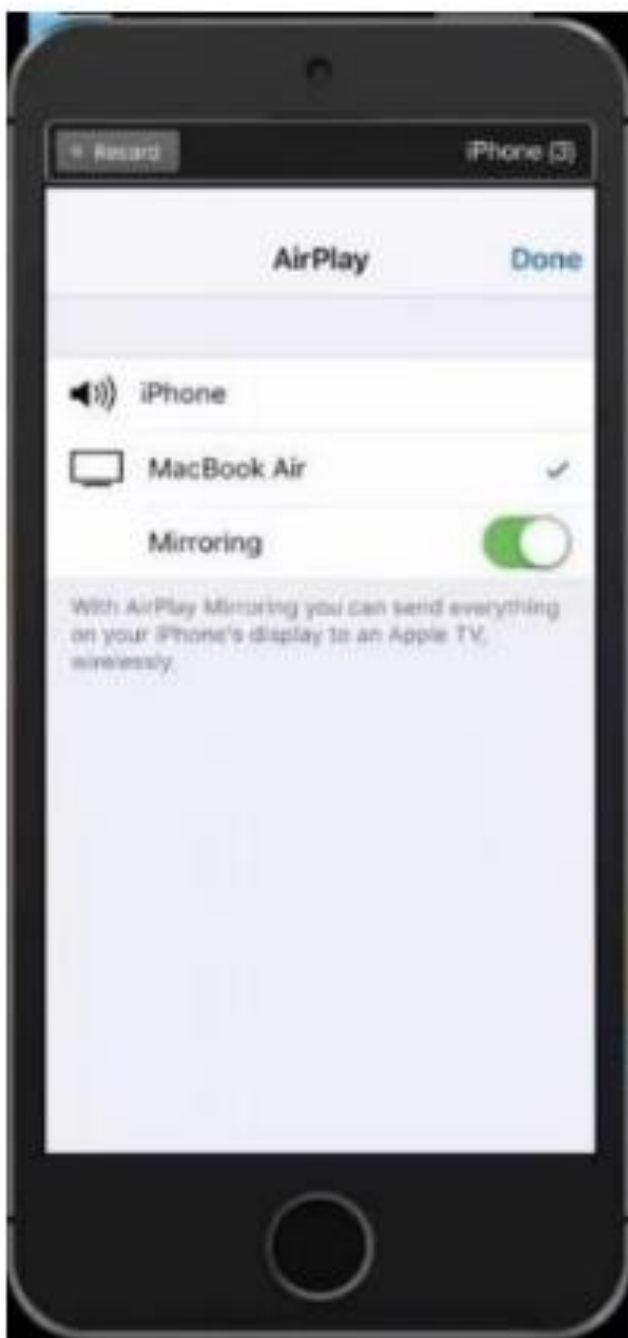 Record
iPhone (3)
AirPlay
Done
iPhone
MacBook Air
Mirroring
With AirPlay Mirroring you can send everything
on your iPhone's display to an Apple TV,
wirelessly.